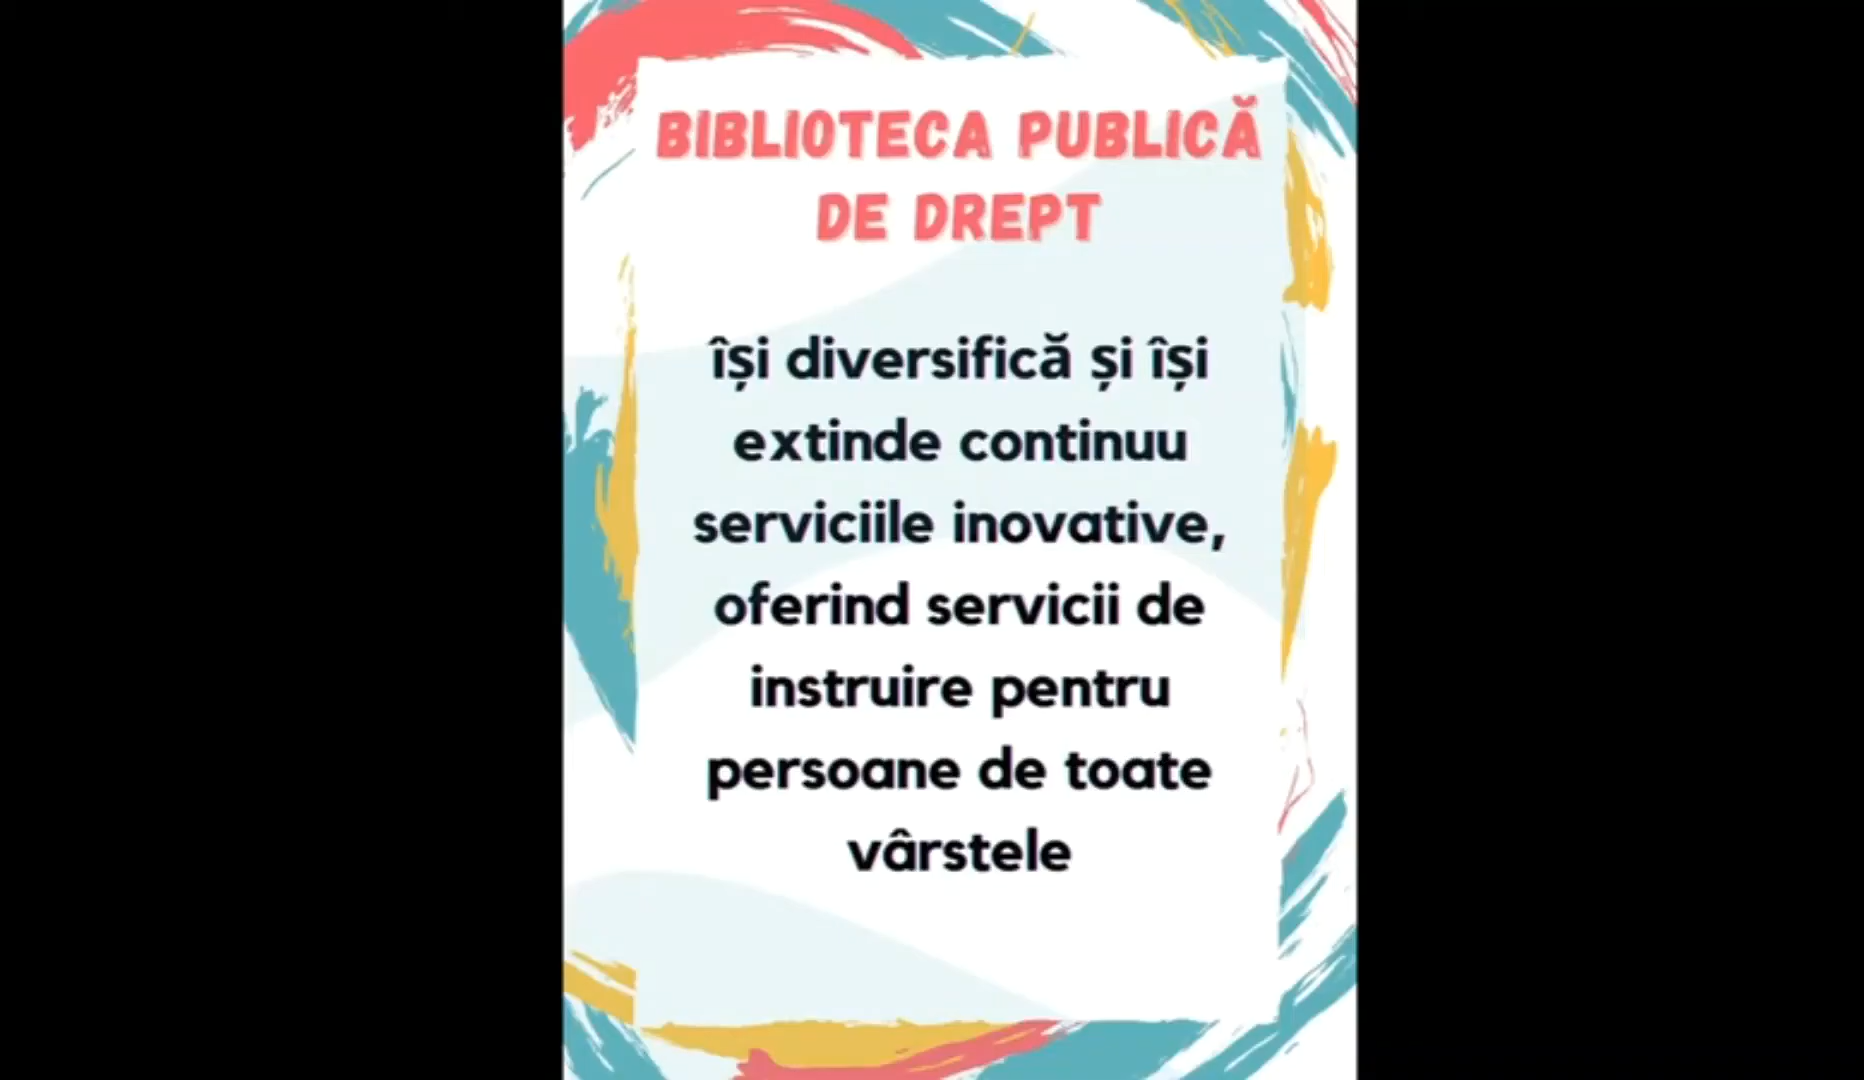 BIBLIOTECA PUBLICĂ
DE DREPT
își diversifică și își
extinde continuu
serviciile inovative,
oferind servicii de
instruire pentru
persoane de toate
vârstele